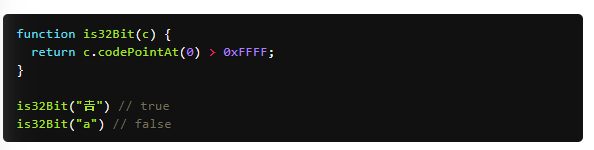 function is32Bit(c) {
  return c.codePointAt(0) > 0xFFFF;
}
is32Bit("𠮷") // true
is32Bit("a") // false